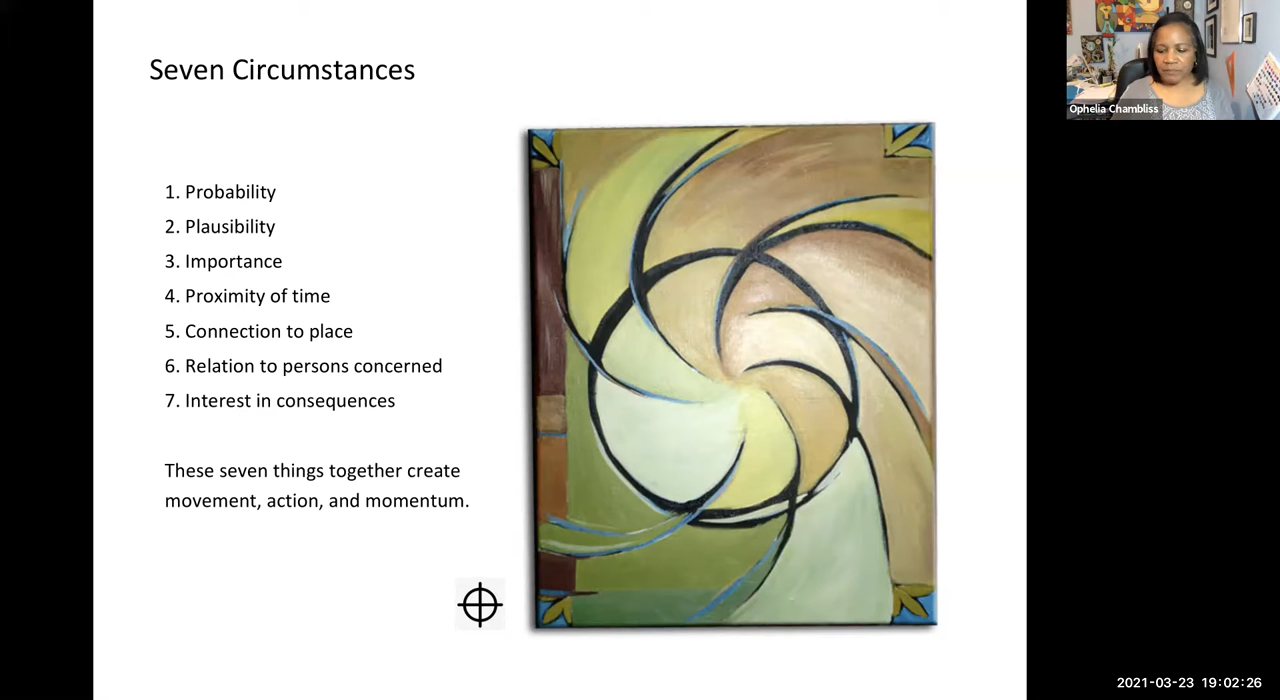 Seven Circumstances
1. Probability
2. Plausibility
3. Importance
4. Proximity of time
5. Connection to place
6. Relation to persons concerned
7. Interest in consequences
These seven things together create
movement, action, and momentum.
Ophelia Chambliss
2021-03-23 19:02:26